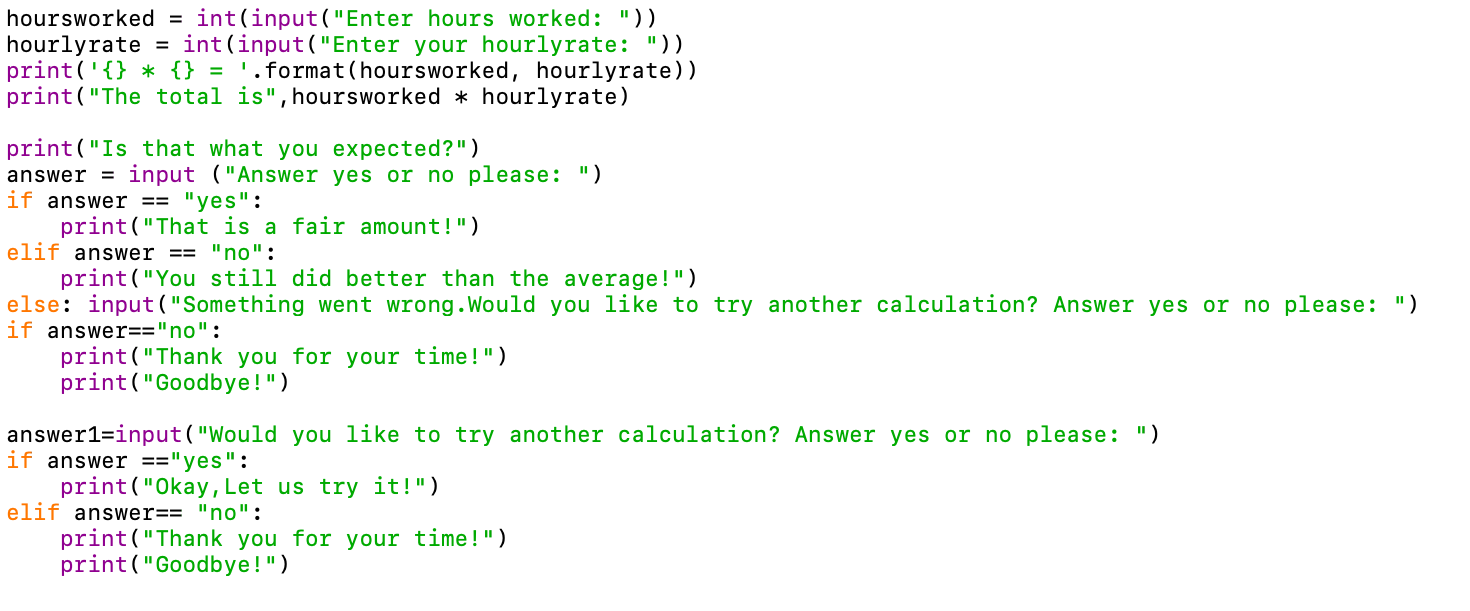 hoursworked = int(input("Enter hours worked: "))
hourlyrate = int(input("Enter your hourlyrate: "))
print('{} * {} = '.format(hoursworked, hourlyrate))
print("The total is",hoursworked * hourlyrate)

print("Is that what you expected?")
answer = input ("Answer yes or no please: ")
if answer == "yes":
    print("That is a fair amount!")
elif answer == "no":
    print("You still did better than the average!")
else: input("Something went wrong.Would you like to try another calculation? Answer yes or no please: ")
if answer=="no":
    print("Thank you for your time!")
    print("Goodbye!")

answer1=input("Would you like to try another calculation? Answer yes or no please: ")
if answer =="yes":
    print("Okay,Let us try it!")
elif answer== "no":
    print("Thank you for your time!")
    print("Goodbye!")